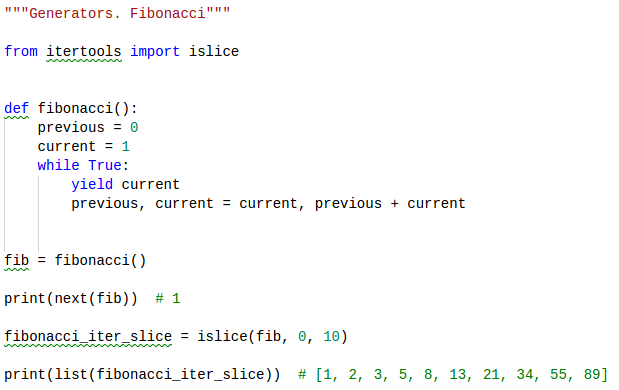 """Generators. Fibonacci"""
from itertools import islice
def fibonacci():
    previous = 0
    current = 1
    while True:
        yield current
        previous, current = current, previous + current
fib = fibonacci()
print(next(fib))  # 1
fibonacci_iter_slice = islice(fib, 0, 10)
print(list(fibonacci_iter_slice))  # [1, 2, 3, 5, 8, 13, 21, 34, 55, 89]